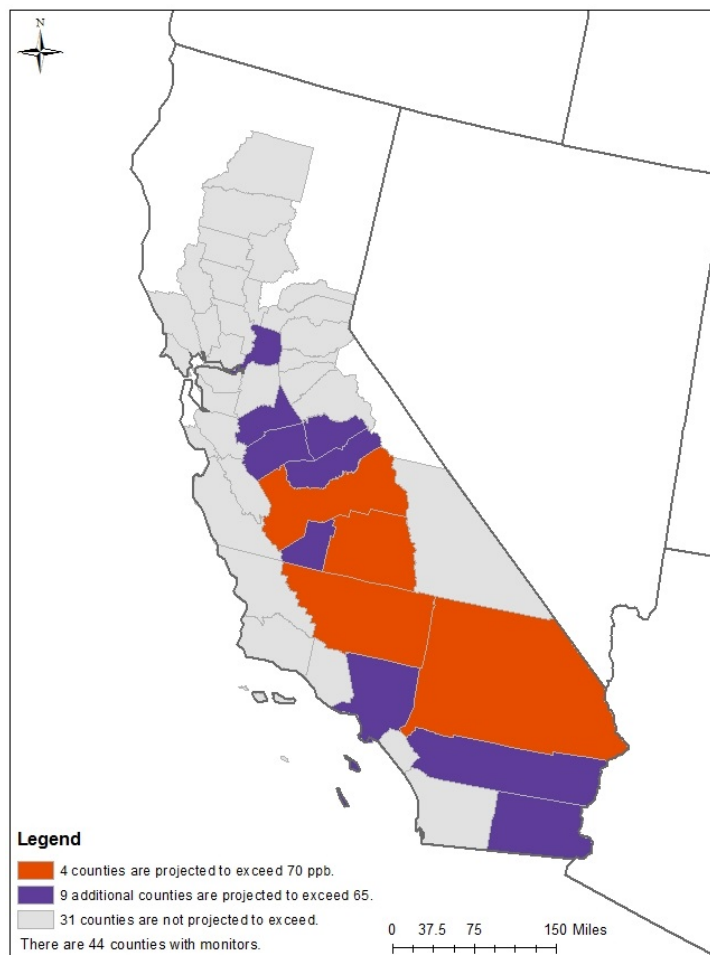 N
Legend
4 counties are projected to exceed 70 ppb.
9 additional counties are projected to exceed 65.
31 counties are not projected to exceed.
There are 44 counties with monitors.
0 37.5 75 150 Miles